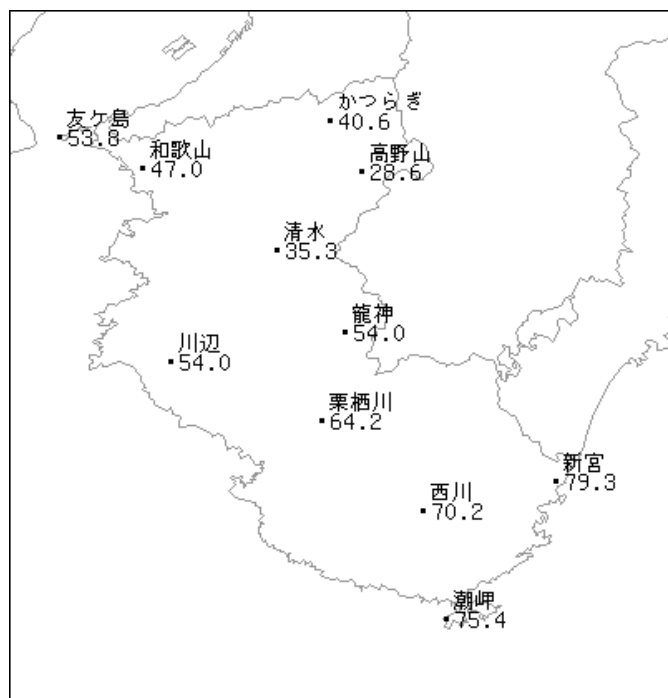 かつらぎ
40.6
友ケ島
53.8
和歌山
47.0
高野山
28.6
清水
35.3
龍神
54.0
川辺
54.0
栗栖川
64.2
新宮
79.3
西川
70.2
潮岬
75.4